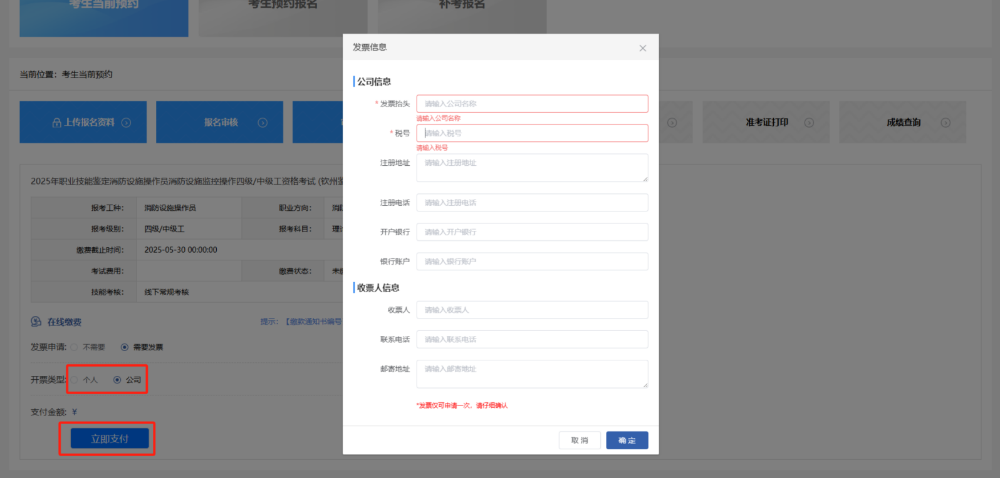 考生当前预约
考生预约报名
补考报名
当前位置：考生当前预约
上传报名资料
报名审核
准考证打印
成绩查询
2025年职业技能鉴定消防设施操作员消防设施监控操作四级/中级工资格考试 (钦州
报考工种：
消防设施操作员
职业方向：
消
报考级别：
四级/中级工
报考科目：
理
缴费截止时间：
2025-05-30 00:00:00
考试费用：
缴费状态：
未
技能考核：
线下常规考核
在线缴费
提示：【缴款通知书编号
发票申请:
不需要
需要发票
开票类型:
个人
公司
支付金额: ¥
立即支付
发票信息
公司信息
* 发票抬头
请输入公司名称
请输入公司名称
* 税号
请输入税号
请输入税号
注册地址
请输入注册地址
注册电话
请输入注册电话
开户银行
请输入开户银行
银行账户
请输入银行账户
收票人信息
收票人
请输入收票人
联系电话
请输入联系电话
邮寄地址
请输入邮寄地址
*发票仅可申请一次，请仔细确认
取 消
确 定